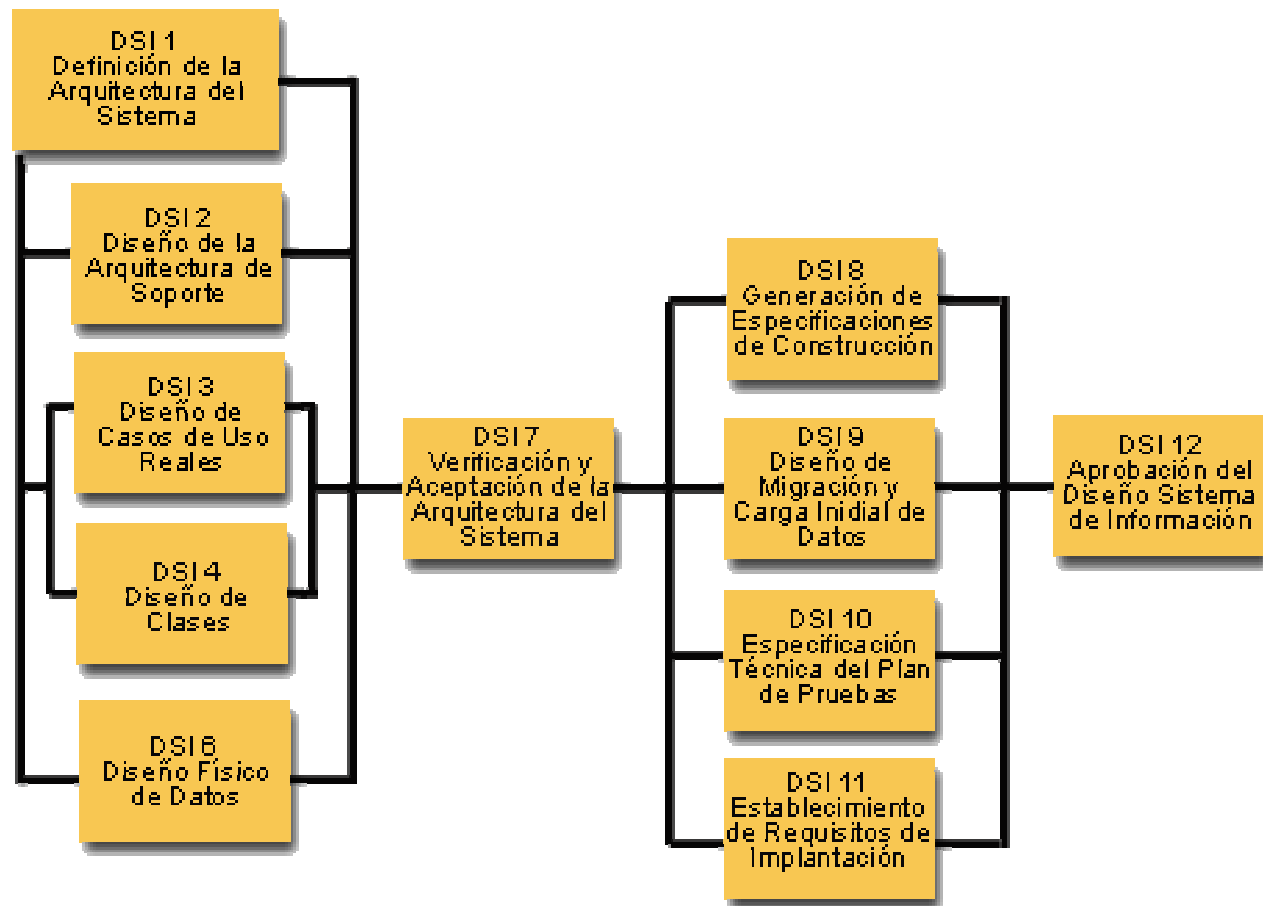 DSI 1
Definición de la
Arquitectura del
Sistema
DSI 2
Diseño de la
Arquitectura de
Soporte
DSI 3
Diseño de
Casos de Uso
Reales
DSI 4
Diseño de
Clases
DSI 6
Diseño Físico
de Datos
DSI 7
Verificación y
Aceptación de la
Arquitectura del
Sistema
DSI 8
Generación de
Especificaciones
de Construcción
DSI 9
Diseño de
Migración y
Carga Inidial de
Datos
DSI 10
Especificación
Técnica del Plan
de Pruebas
DSI 11
Establecimiento
de Requisitos de
Implantación
DSI 12
Aprobación del
Diseño Sistema
de Información